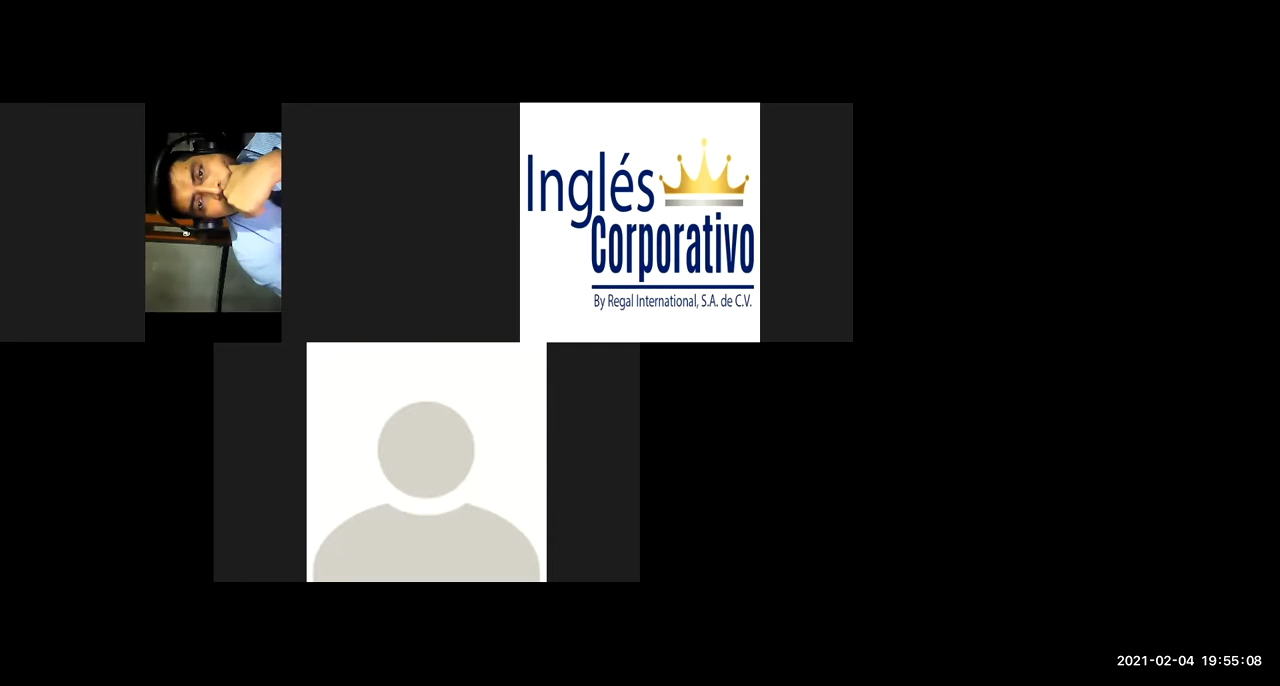 Inglés
Corporativo
By Regal International, S.A. de C.V.
2021-02-04 19:55:08